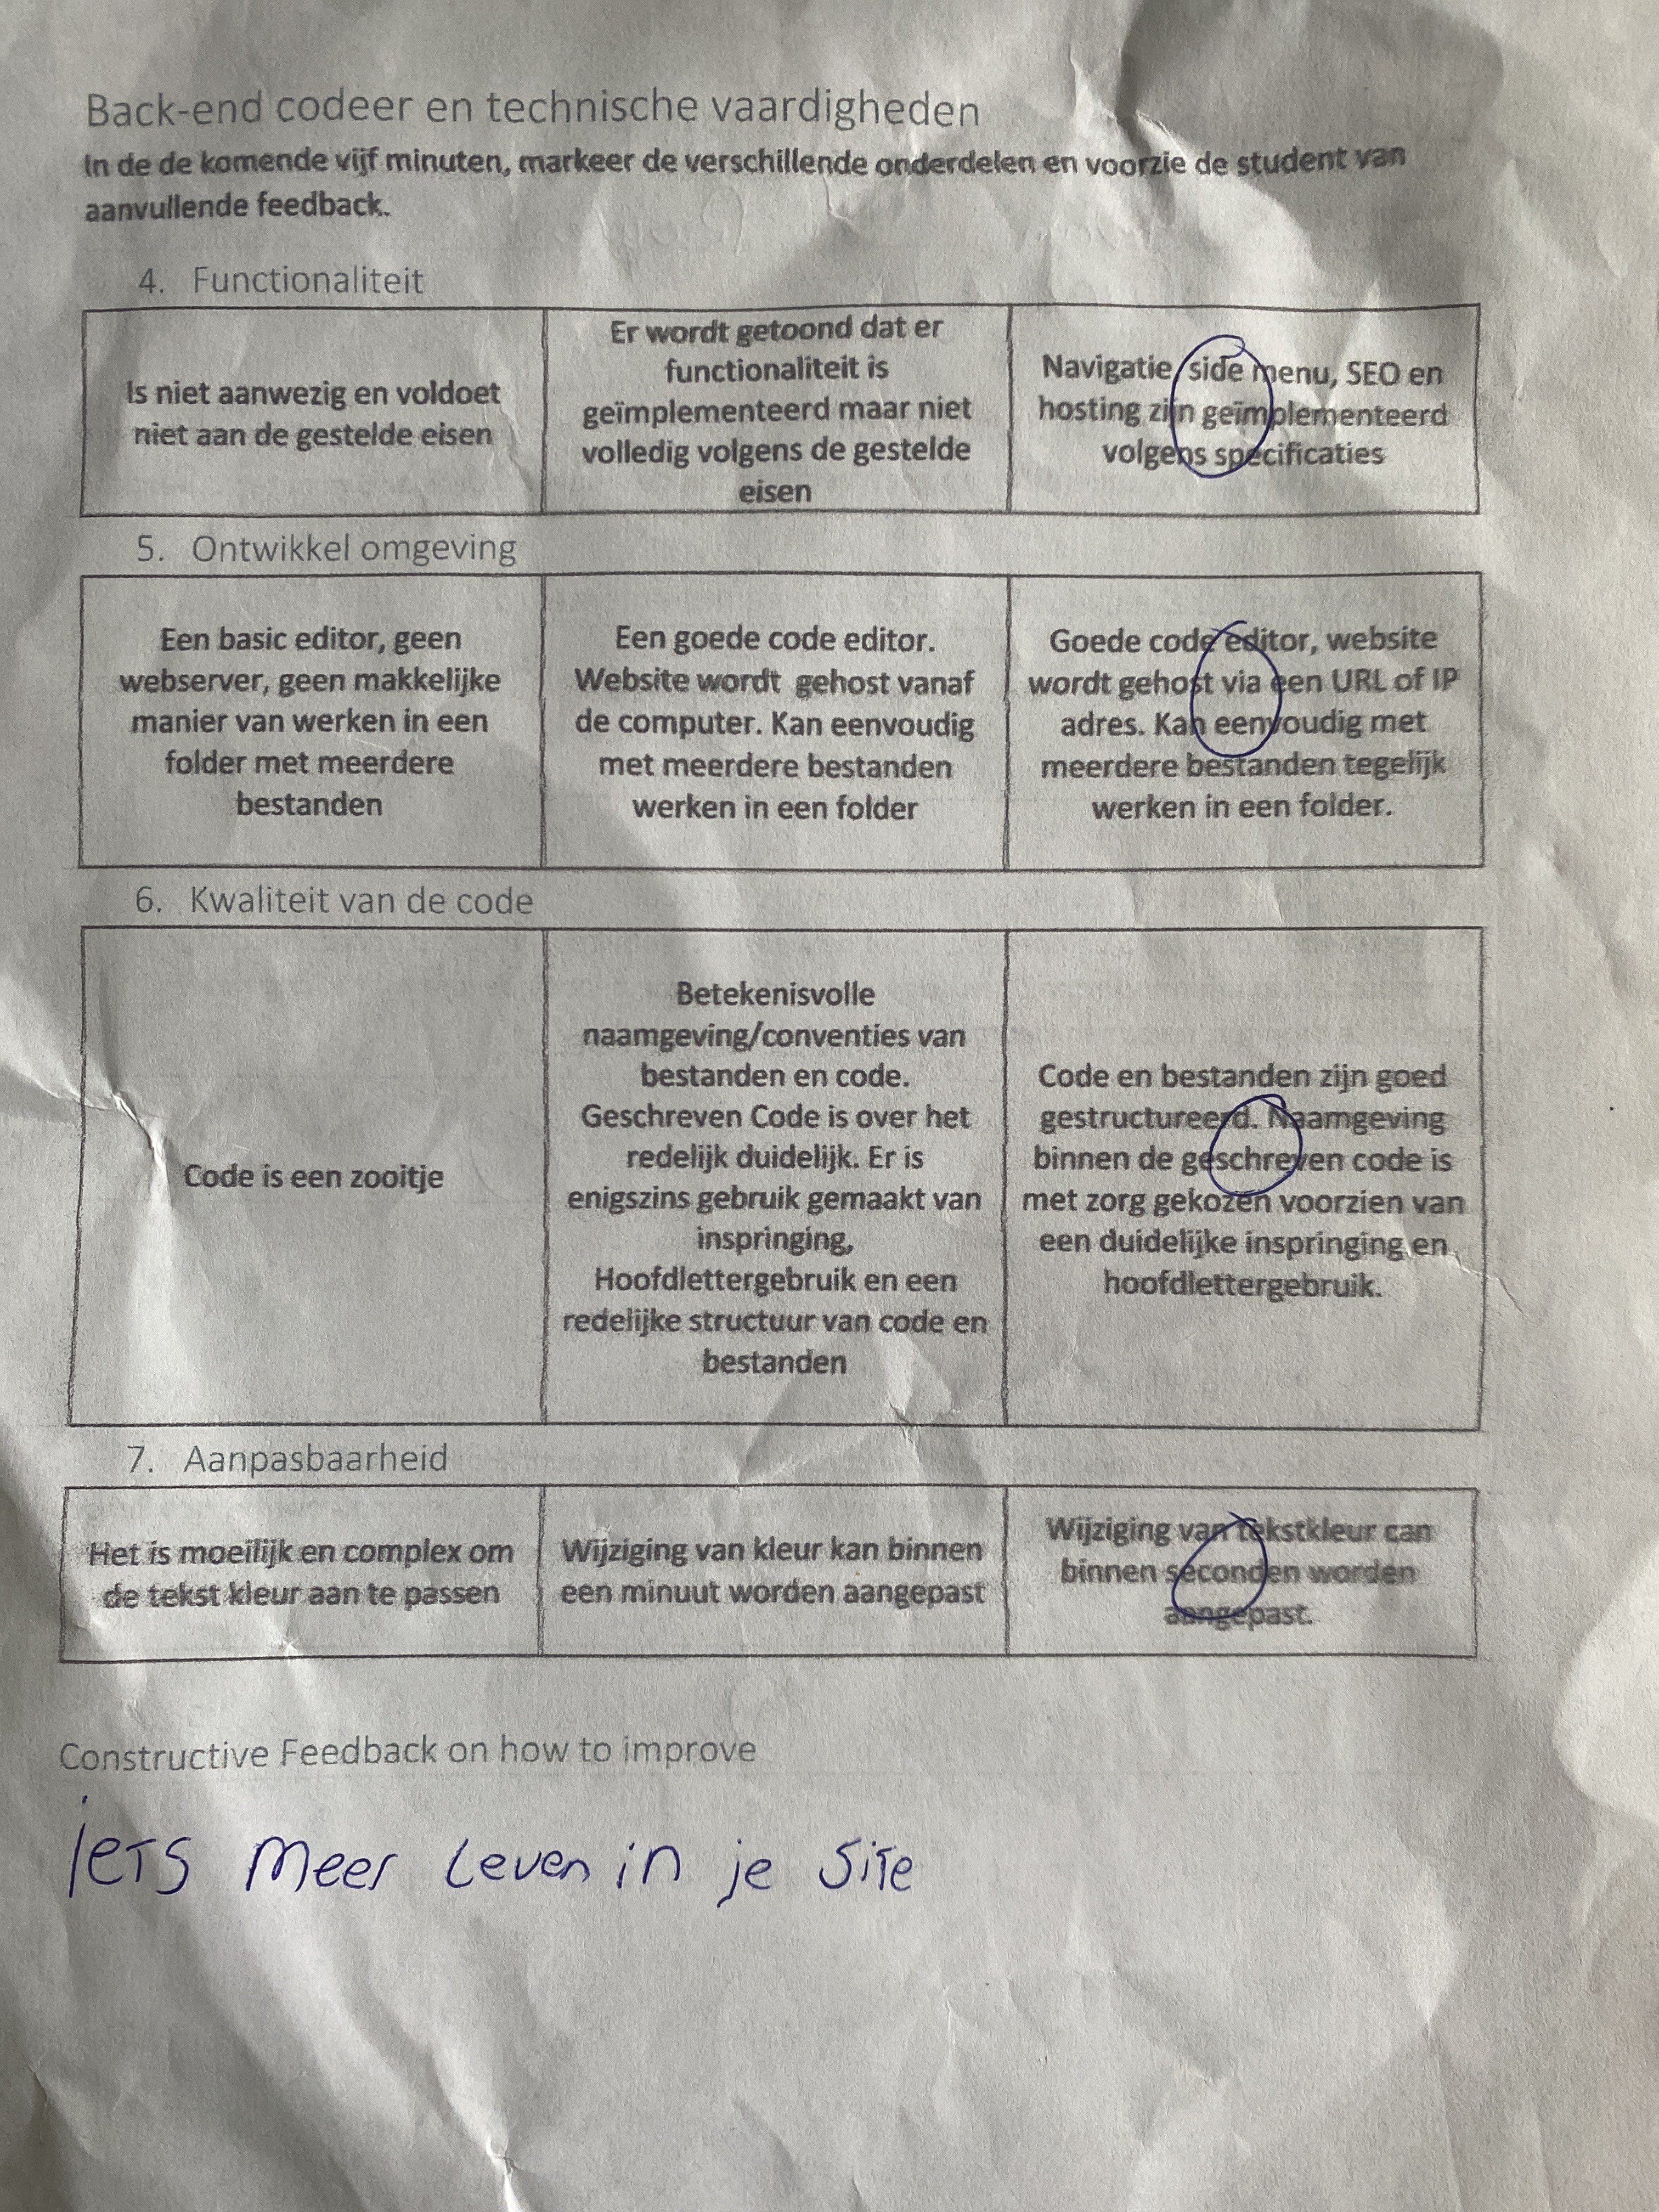 Back-end codeer en technische vaardigheden
In de de komende vijf minuten, markeer de verschillende onderdelen en voorzie de student van
aanvullende feedback.
4. Functionaliteit
Is niet aanwezig en voldoet
niet aan de gestelde eisen
Er wordt getoond dat er
functionaliteit is
geïmplementeerd maar niet
volledig volgens de gestelde
eisen
Navigatie, side menu, SEO en
hosting zijn geïmplementeerd
volgens specificaties
5. Ontwikkel omgeving
Een basic editor, geen
webserver, geen makkelijke
manier van werken in een
folder met meerdere
bestanden
Een goede code editor.
Website wordt gehost vanaf
de computer. Kan eenvoudig
met meerdere bestanden
werken in een folder
Goede code editor, website
wordt gehost via een URL of IP
adres. Kan eenvoudig met
meerdere bestanden tegelijk
werken in een folder.
6. Kwaliteit van de code
Code is een zooitje
Betekenisvolle
naamgeving/conventies van
bestanden en code.
Geschreven Code is over het
redelijk duidelijk. Er is
enigszins gebruik gemaakt van
inspringing,
Hoofdlettergebruik en een
redelijke structuur van code en
bestanden
Code en bestanden zijn goed
gestructureerd. Naamgeving
binnen de geschreven code is
met zorg gekozen voorzien van
een duidelijke inspringing en
hoofdlettergebruik.
7. Aanpasbaarheid
Het is moeilijk en complex om
de tekst kleur aan te passen
Wijziging van kleur kan binnen
een minuut worden aangepast
Wijziging van tekstkleur can
binnen seconden worden
aangepast.
Constructive Feedback on how to improve
Iets meer leven in je site